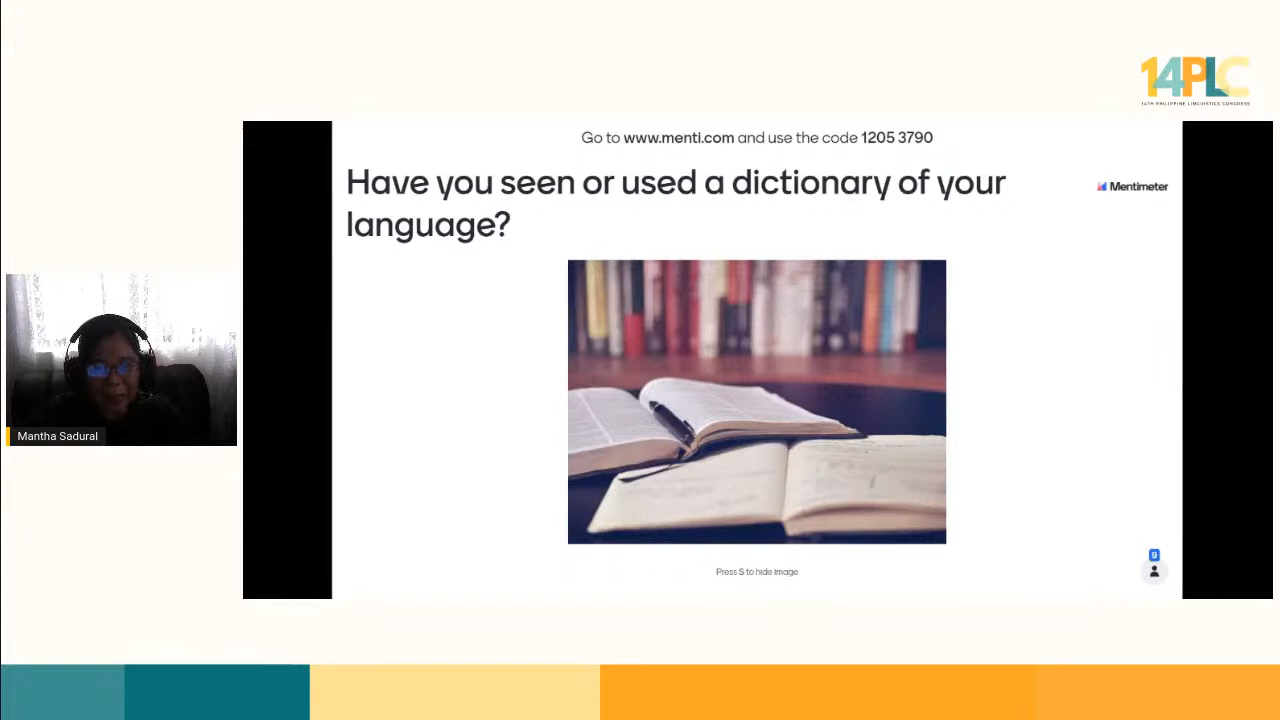 14PLC
14TH PHILIPPINE LINGUISTICS CONGRESS
Go to www.menti.com and use the code 1205 3790
Have you seen or used a dictionary of your
language?
Mentimeter
Mantha Sadural
9
Press S to hide image